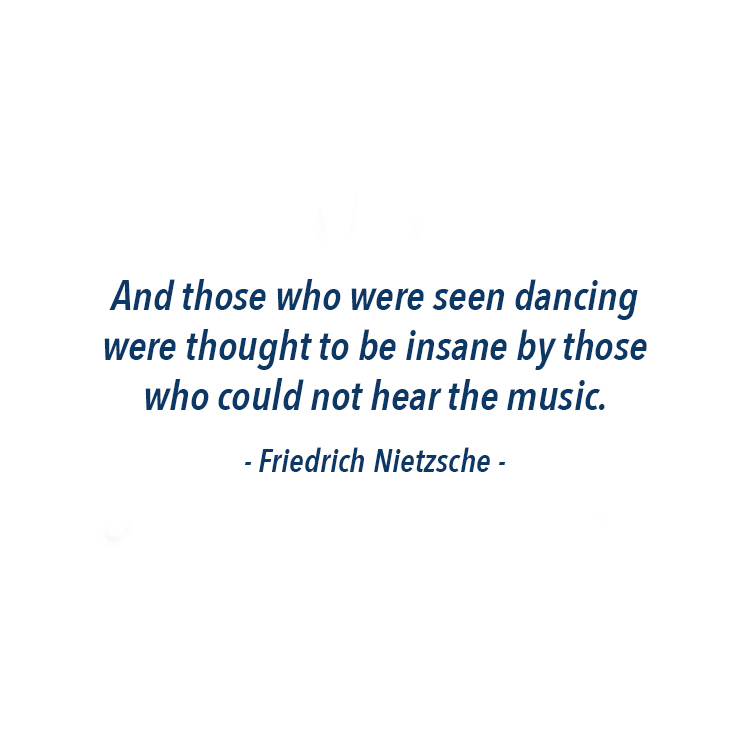 And those who were seen dancing
were thought to be insane by those
who could not hear the music.
- Friedrich Nietzsche -